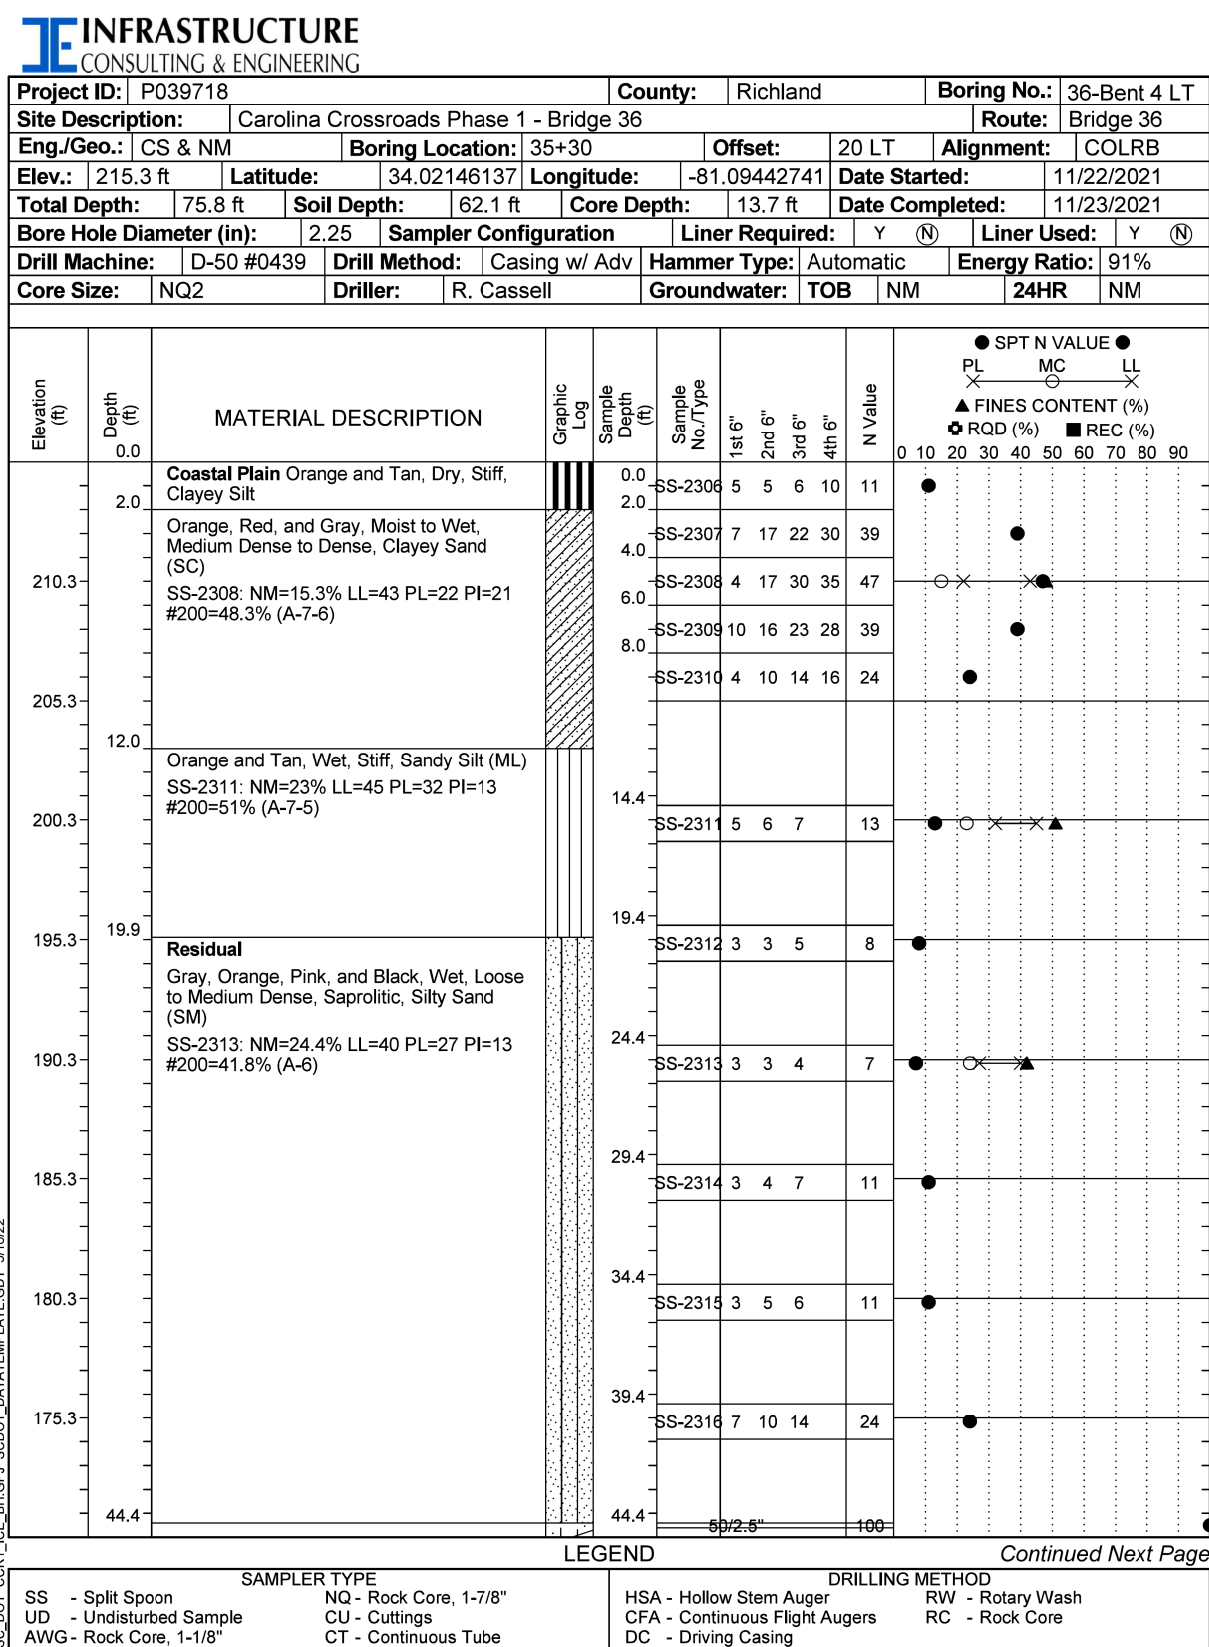 INFRASTRUCTURE
CONSULTING & ENGINEERING
Project ID: P039718 County: Richland Boring No.: 36-Bent 4 LT
Site Description: Carolina Crossroads Phase 1 - Bridge 36 Route: Bridge 36
Eng./Geo.: CS & NM Boring Location: 35+30 Offset: 20 LT Alignment: COLRB
Elev.: 215.3 ft Latitude: 34.02146137 Longitude: -81.09442741 Date Started: 11/22/2021
Total Depth: 75.8 ft Soil Depth: 62.1 ft Core Depth: 13.7 ft Date Completed: 11/23/2021
Bore Hole Diameter (in): 2.25 Sampler Configuration Liner Required: Y N Liner Used: Y N
Drill Machine: D-50 #0439 Drill Method: Casing w/ Adv Hammer Type: Automatic Energy Ratio: 91%
Core Size: NQ2 Driller: R. Cassell Groundwater: TOB NM 24HR NM
Elevation (ft)
Depth (ft)
0.0
MATERIAL DESCRIPTION
Graphic Log
Sample Depth (ft)
Sample No./Type
1st 6"
2nd 6"
3rd 6"
4th 6"
N Value
SPT N VALUE
PL MC LL
FINES CONTENT (%)
RQD (%) REC (%)
0 10 20 30 40 50 60 70 80 90
Coastal Plain Orange and Tan, Dry, Stiff,
Clayey Silt
0.0
SS-2306 5 5 6 10 11
2.0
2.0
Orange, Red, and Gray, Moist to Wet,
Medium Dense to Dense, Clayey Sand
(SC)
SS-2307 7 17 22 30 39
4.0
210.3
SS-2308: NM=15.3% LL=43 PL=22 PI=21
#200=48.3% (A-7-6)
SS-2308 4 17 30 35 47
6.0
SS-2309 10 16 23 28 39
8.0
SS-2310 4 10 14 16 24
205.3
12.0
Orange and Tan, Wet, Stiff, Sandy Silt (ML)
SS-2311: NM=23% LL=45 PL=32 PI=13
#200=51% (A-7-5)
14.4
200.3
SS-2311 5 6 7 13
19.4
19.9
195.3
SS-2312 3 3 5 8
Residual
Gray, Orange, Pink, and Black, Wet, Loose
to Medium Dense, Saprolitic, Silty Sand
(SM)
SS-2313: NM=24.4% LL=40 PL=27 PI=13
#200=41.8% (A-6)
24.4
190.3
SS-2313 3 3 4 7
29.4
185.3
SS-2314 3 4 7 11
34.4
180.3
SS-2315 3 5 6 11
39.4
175.3
SS-2316 7 10 14 24
44.4
44.4
50/2.5" 100
LEGEND
Continued Next Page
SAMPLER TYPE
SS - Split Spoon NQ - Rock Core, 1-7/8"
UD - Undisturbed Sample CU - Cuttings
AWG - Rock Core, 1-1/8" CT - Continuous Tube
DRILLING METHOD
HSA - Hollow Stem Auger RW - Rotary Wash
CFA - Continuous Flight Augers RC - Rock Core
DC - Driving Casing